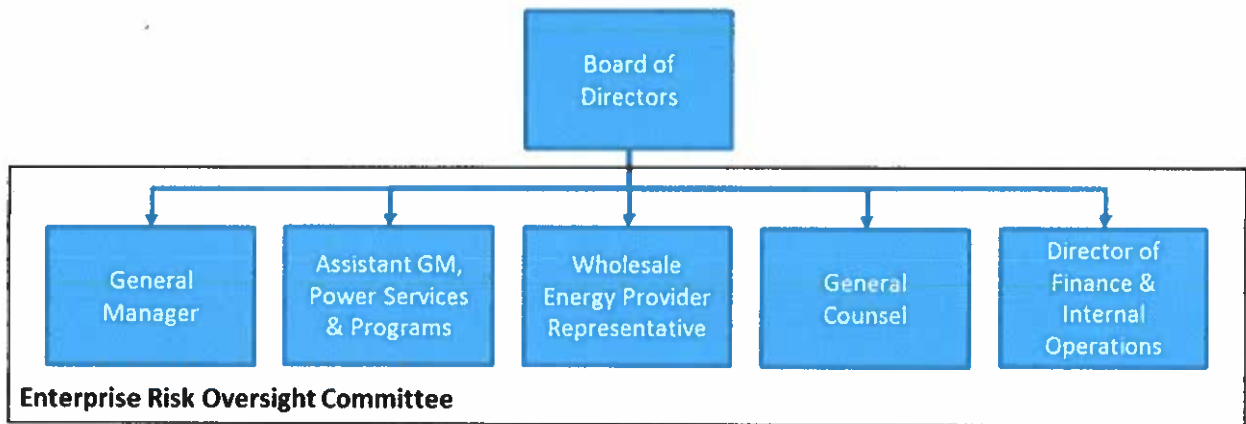 Board of
Directors
General
Manager
Assistant GM,
Power Services
& Programs
Wholesale
Energy Provider
Representative
General
Counsel
Director of
Finance &
Internal
Operations
Enterprise Risk Oversight Committee